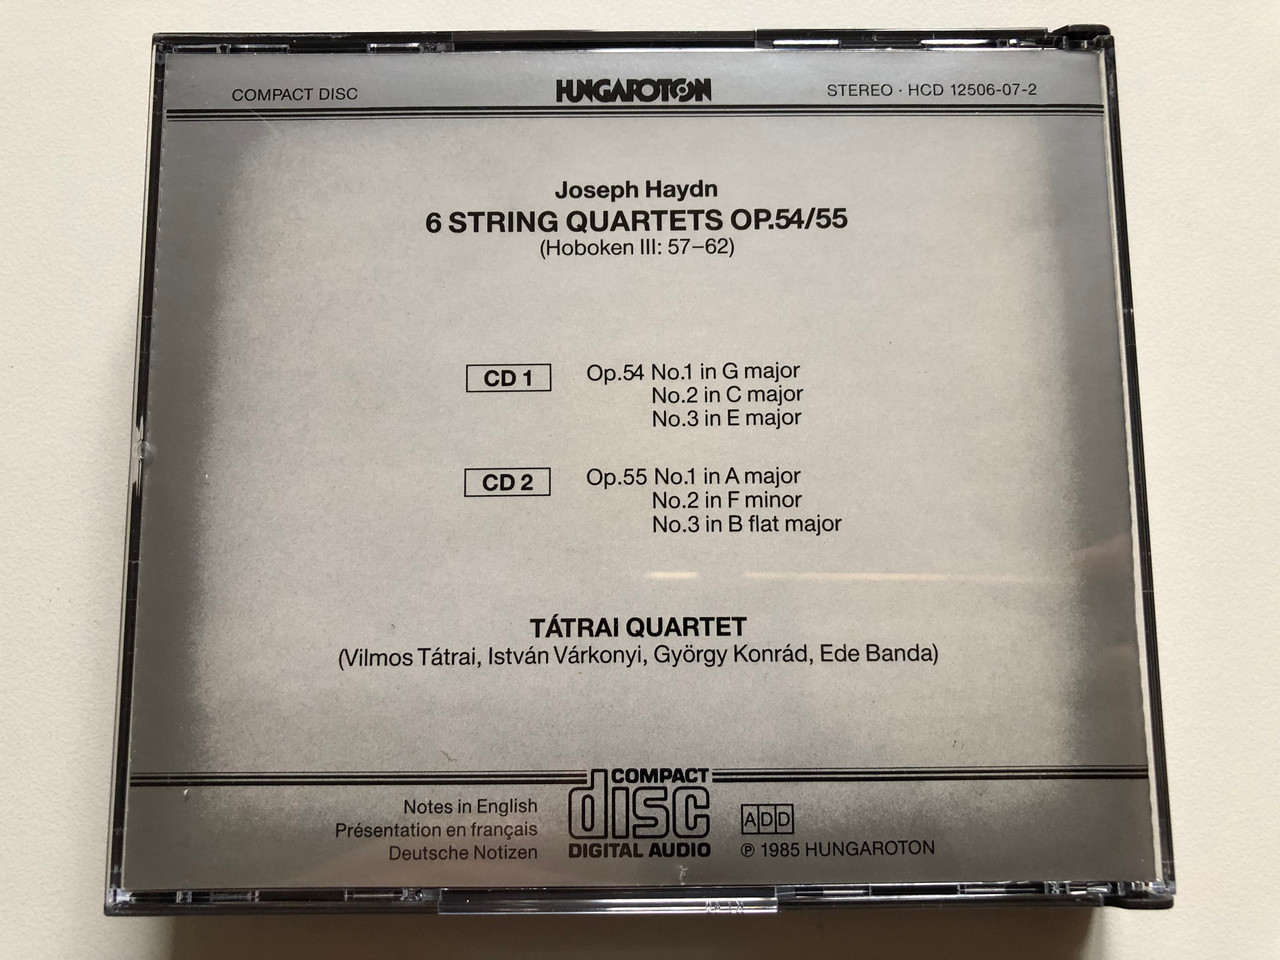 COMPACT DISC
HUNGAROTON
STEREO · HCD 12506-07-2
Joseph Haydn
6 STRING QUARTETS OP.54/55
(Hoboken III: 57–62)
CD 1
Op.54 No.1 in G major
No.2 in C major
No.3 in E major
CD 2
Op.55 No.1 in A major
No.2 in F minor
No.3 in B flat major
TÁTRAI QUARTET
(Vilmos Tátrai, István Várkonyi, György Konrád, Ede Banda)
Notes in English
Présentation en français
Deutsche Notizen
COMPACT
disc
DIGITAL AUDIO
ADD
℗ 1985 HUNGAROTON